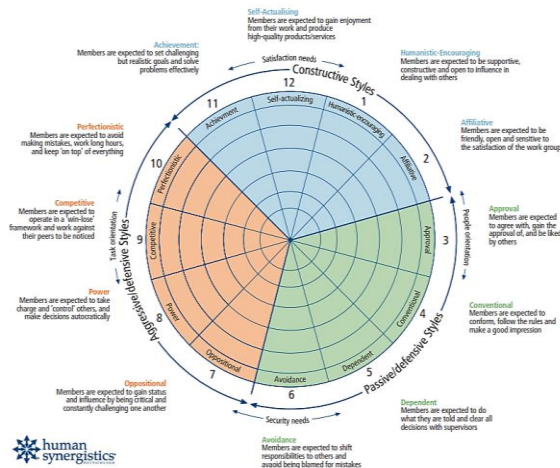 Self-Actualising
Members are expected to gain enjoyment
from their work and produce
high-quality products/services
Achievement:
Members are expected to set challenging
but realistic goals and solve
problems effectively
Satisfaction needs
Constructive Styles
Humanistic-Encouraging
Members are expected to be supportive,
constructive and open to influence in
dealing with others
12
11
1
Achievment
Self-actualizing
Humanistic-encouraging
Perfectionistic
Members are expected to avoid
making mistakes, work long hours,
and keep 'on top' of everything
10
Perfectionistic
Affiliative
2
Affiliative
Members are expected to be
friendly, open and sensitive to
the satisfaction of the work group
Competitive
Members are expected to
operate in a 'win-lose'
framework and work against
their peers to be noticed
Task orientation
Aggressive/defensive Styles
9
Competitive
Approval
3
People orientation
Approval
Members are expected
to agree with, gain the
approval of, and be liked
by others
Power
Members are expected to take
charge and 'control' others, and
make decisions autocratically
8
Power
Conventional
4
Passive/defensive Styles
Conventional
Members are expected to
conform, follow the rules and
make a good impression
Oppositional
Members are expected to gain status
and influence by being critical and
constantly challenging one another
7
Oppositional
Avoidance
6
Dependent
5
Security needs
Dependent
Members are expected to do
what they are told and clear all
decisions with supervisors
Avoidance
Members are expected to shift
responsibilities to others and
avaoid being blamed for mistakes
human
synergistics